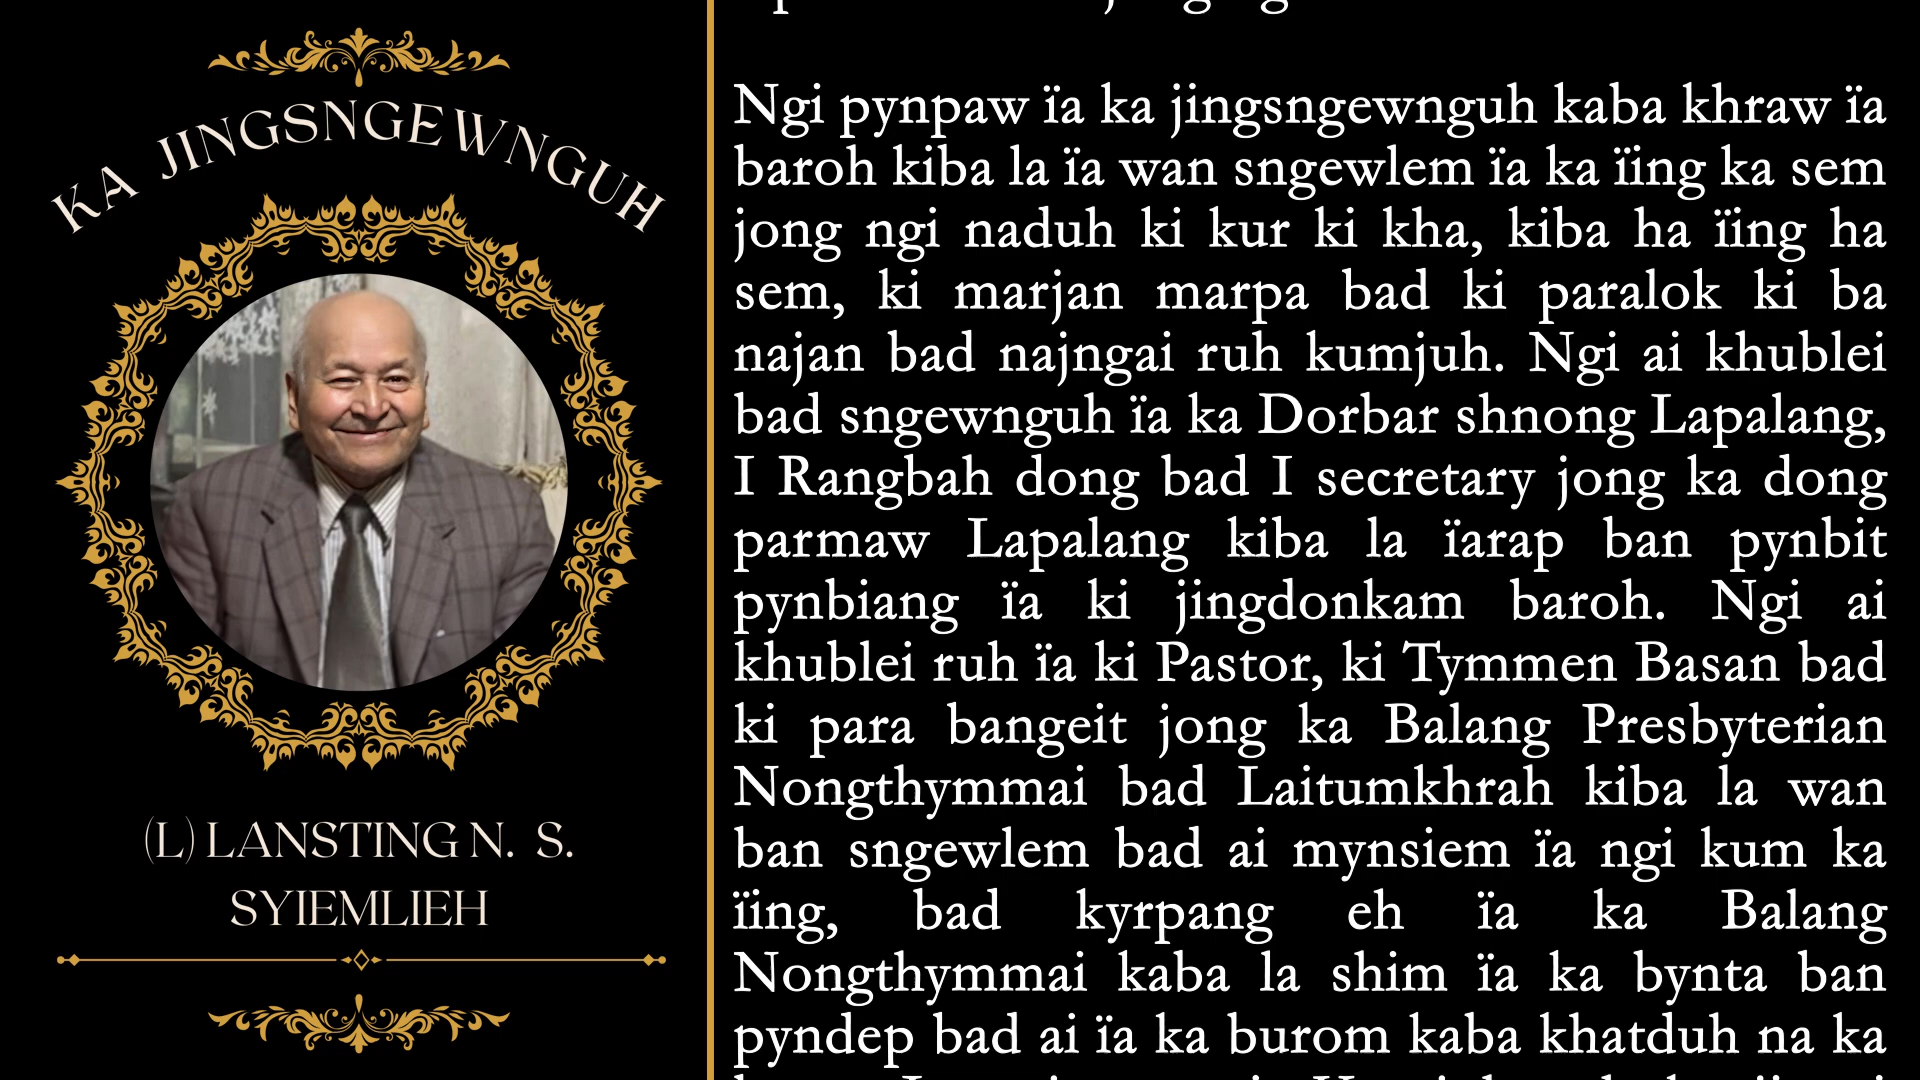 KA JINGSNGEWNGUH
(L) LANSTING N. S.
SYIEMLIEH
Ngi pynpaw ïa ka jingsngewnguh kaba khraw ïa
baroh kiba la ïa wan sngewlem ïa ka ïing ka sem
jong ngi naduh ki kur ki kha, kiba ha ïing ha
sem, ki marjan marpa bad ki paralok ki ba
najan bad najngai ruh kumjuh. Ngi ai khublei
bad sngewnguh ïa ka Dorbar shnong Lapalang,
I Rangbah dong bad I secretary jong ka dong
parmaw Lapalang kiba la ïarap ban pynbit
pynbiang ïa ki jingdonkam baroh. Ngi ai
khublei ruh ïa ki Pastor, ki Tymmen Basan bad
ki para bangeit jong ka Balang Presbyterian
Nongthymmai bad Laitumkhrah kiba la wan
ban sngewlem bad ai mynsiem ïa ngi kum ka
ïing, bad kyrpang eh ïa ka Balang
Nongthymmai kaba la shim ïa ka bynta ban
pyndep bad ai ïa ka burom kaba khatduh na ka